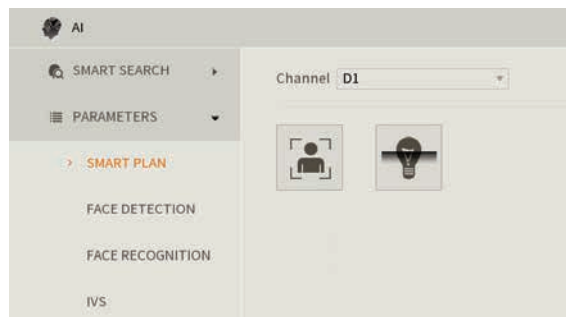 AI
SMART SEARCH
PARAMETERS
SMART PLAN
FACE DETECTION
FACE RECOGNITION
IVS
Channel D1